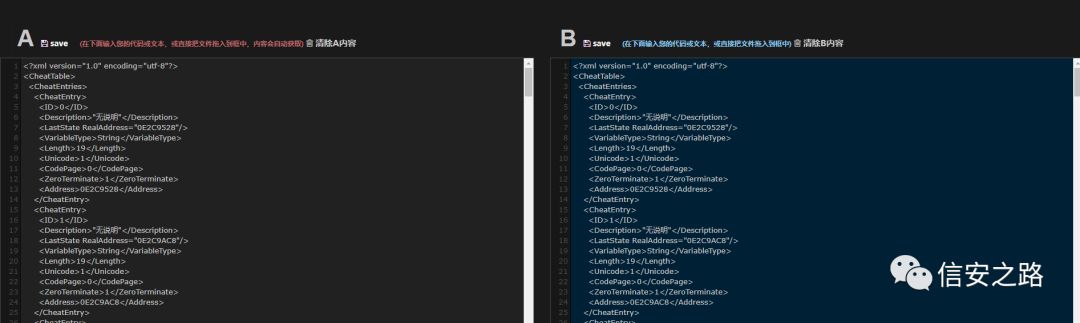 A save (在下面输入您的代码或文本，或直接把文件拖入到框中，内容会自动获取) 清除A内容
1 <?xml version="1.0" encoding="utf-8"?>
2 <CheatTable>
3 <CheatEntries>
4 <CheatEntry>
5 <ID>0</ID>
6 <Description>"无说明"</Description>
7 <LastState RealAddress="0E2C9528"/>
8 <VariableType>String</VariableType>
9 <Length>19</Length>
10 <Unicode>1</Unicode>
11 <CodePage>0</CodePage>
12 <ZeroTerminate>1</ZeroTerminate>
13 <Address>0E2C9528</Address>
14 </CheatEntry>
15 <CheatEntry>
16 <ID>1</ID>
17 <Description>"无说明"</Description>
18 <LastState RealAddress="0E2C9AC8"/>
19 <VariableType>String</VariableType>
20 <Length>19</Length>
21 <Unicode>1</Unicode>
22 <CodePage>0</CodePage>
23 <ZeroTerminate>1</ZeroTerminate>
24 <Address>0E2C9AC8</Address>
25 </CheatEntry>
26 <CheatEntry>
B save (在下面输入您的代码或文本，或直接把文件拖入到框中) 清除B内容
1 <?xml version="1.0" encoding="utf-8"?>
2 <CheatTable>
3 <CheatEntries>
4 <CheatEntry>
5 <ID>0</ID>
6 <Description>"无说明"</Description>
7 <LastState RealAddress="0E2C9528"/>
8 <VariableType>String</VariableType>
9 <Length>19</Length>
10 <Unicode>1</Unicode>
11 <CodePage>0</CodePage>
12 <ZeroTerminate>1</ZeroTerminate>
13 <Address>0E2C9528</Address>
14 </CheatEntry>
15 <CheatEntry>
16 <ID>1</ID>
17 <Description>"无说明"</Description>
18 <LastState RealAddress="0E2C9AC8"/>
19 <VariableType>String</VariableType>
20 <Length>19</Length>
21 <Unicode>1</Unicode>
22 <CodePage>0</CodePage>
23 <ZeroTerminate>1</ZeroTerminate>
24 <Address>0E2C9AC8</Address>
25 </CheatEntry>
26 <CheatEntry>
信安之路